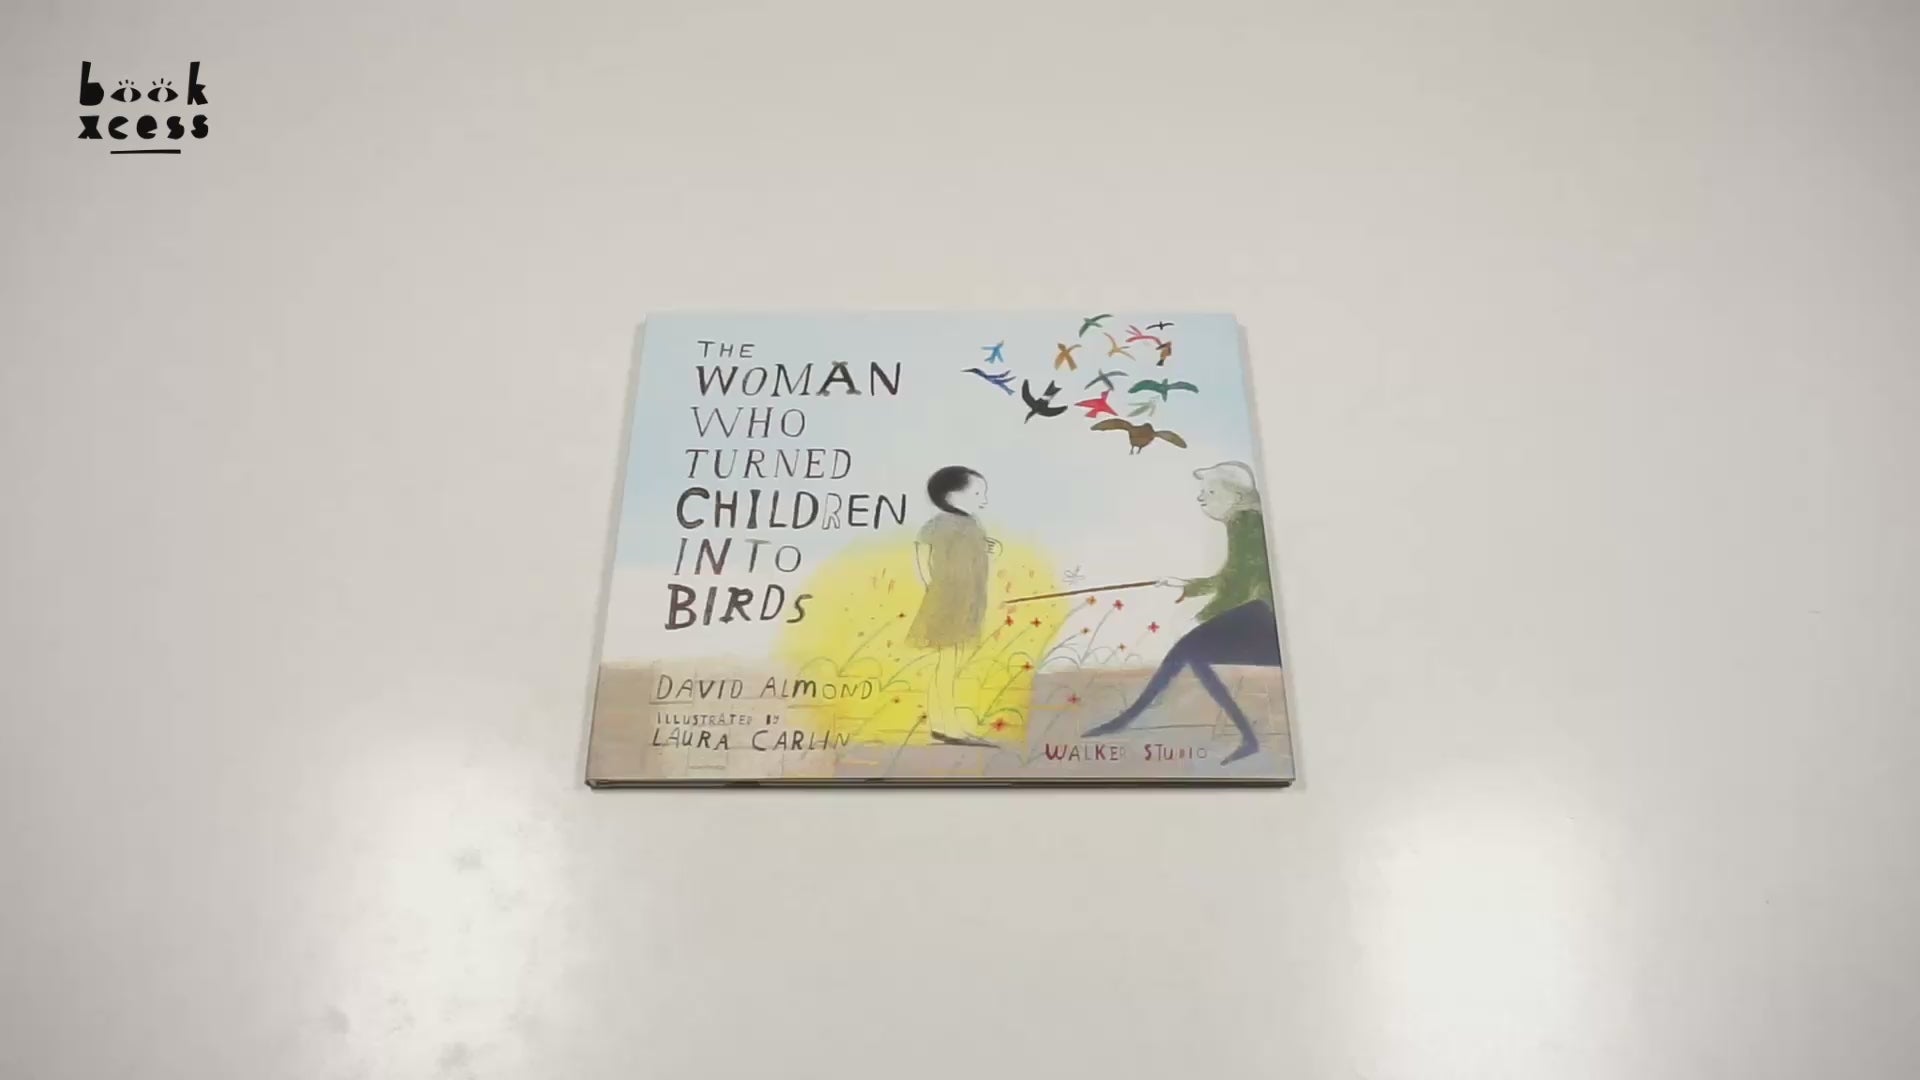 book
xcess
THE
WOMAN
WHO
TURNED
CHILDREN
INTO
BIRDS
DAVID ALMOND
ILLUSTRATED BY
LAURA CARLIN
WALKER STUDIO